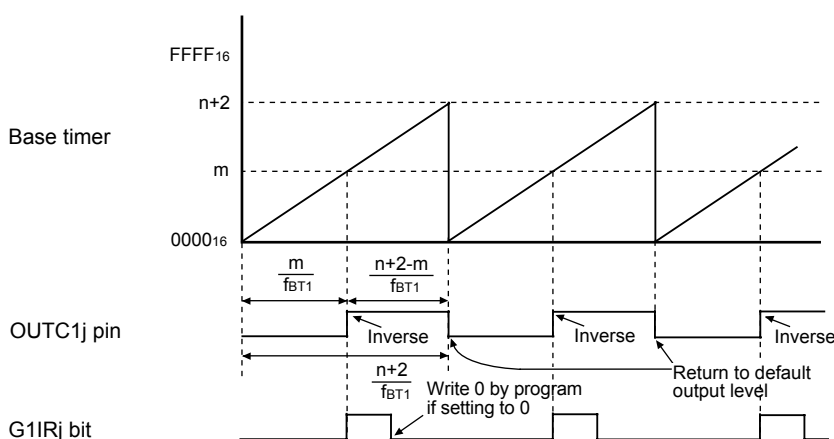 FFFF16
n+2
Base timer
m
000016
m
fBT1
n+2-m
fBT1
OUTC1j pin
Inverse
Inverse
Inverse
n+2
fBT1
Return to default
output level
Write 0 by program
if setting to 0
G1IRj bit